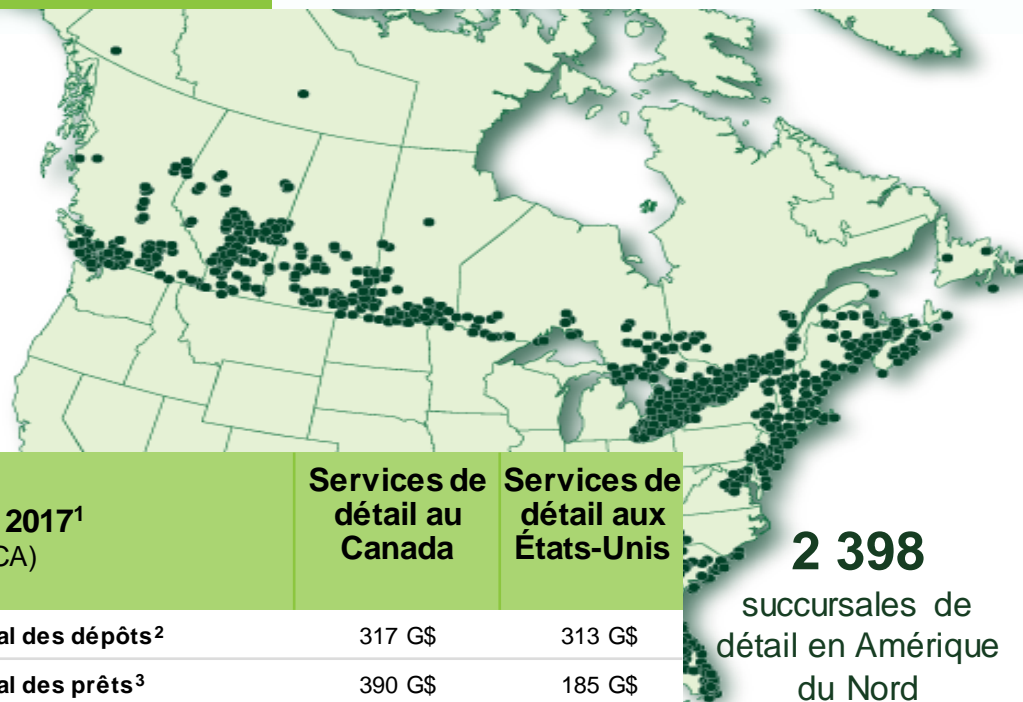 2017¹
CA)
Services de
détail au
Canada
Services de
détail aux
États-Unis
al des dépôts² 317 G$ 313 G$
al des prêts³ 390 G$ 185 G$
2 398
succursales de
détail en Amérique
du Nord